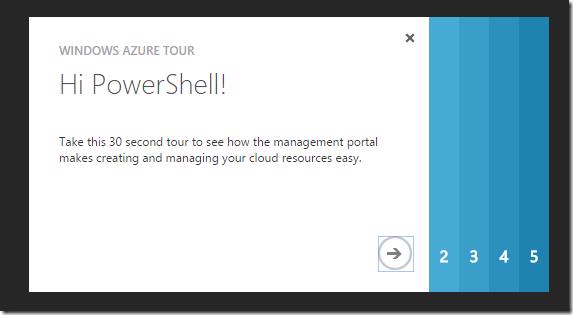 WINDOWS AZURE TOUR
Hi PowerShell!
Take this 30 second tour to see how the management portal
makes creating and managing your cloud resources easy.
2 3 4 5